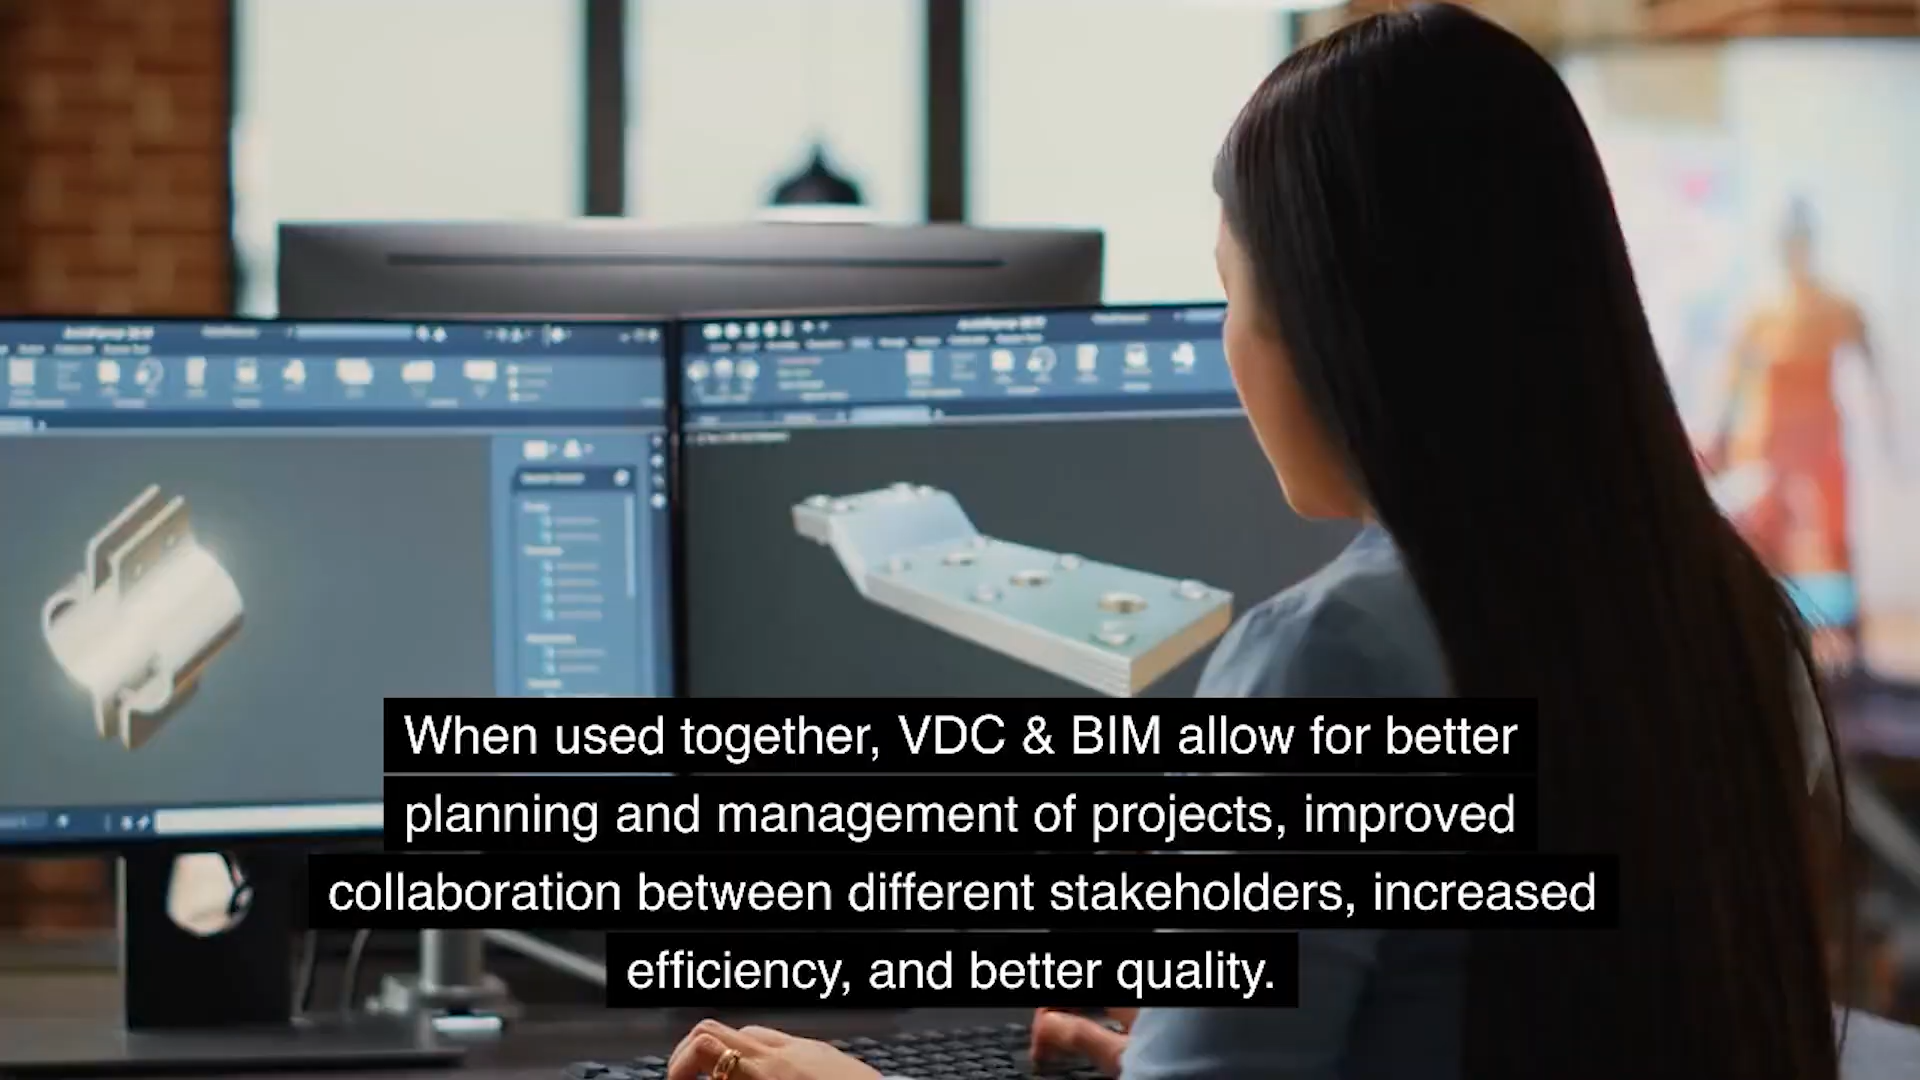 When used together, VDC & BIM allow for better
planning and management of projects, improved
collaboration between different stakeholders, increased
efficiency, and better quality.